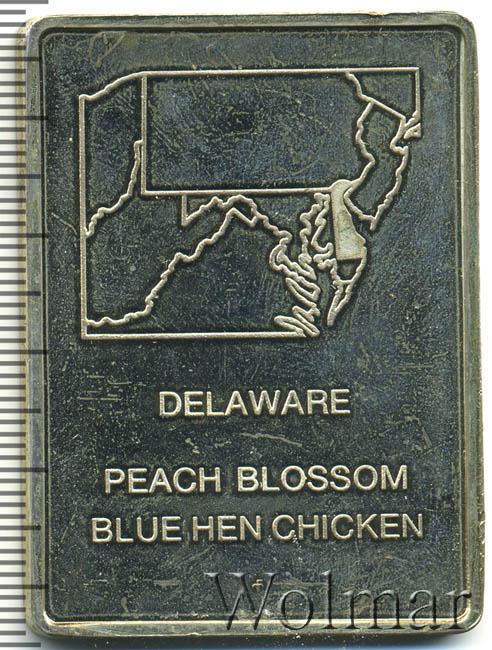 DELAWARE
PEACH BLOSSOM
BLUE HEN CHICKEN
Wolmar